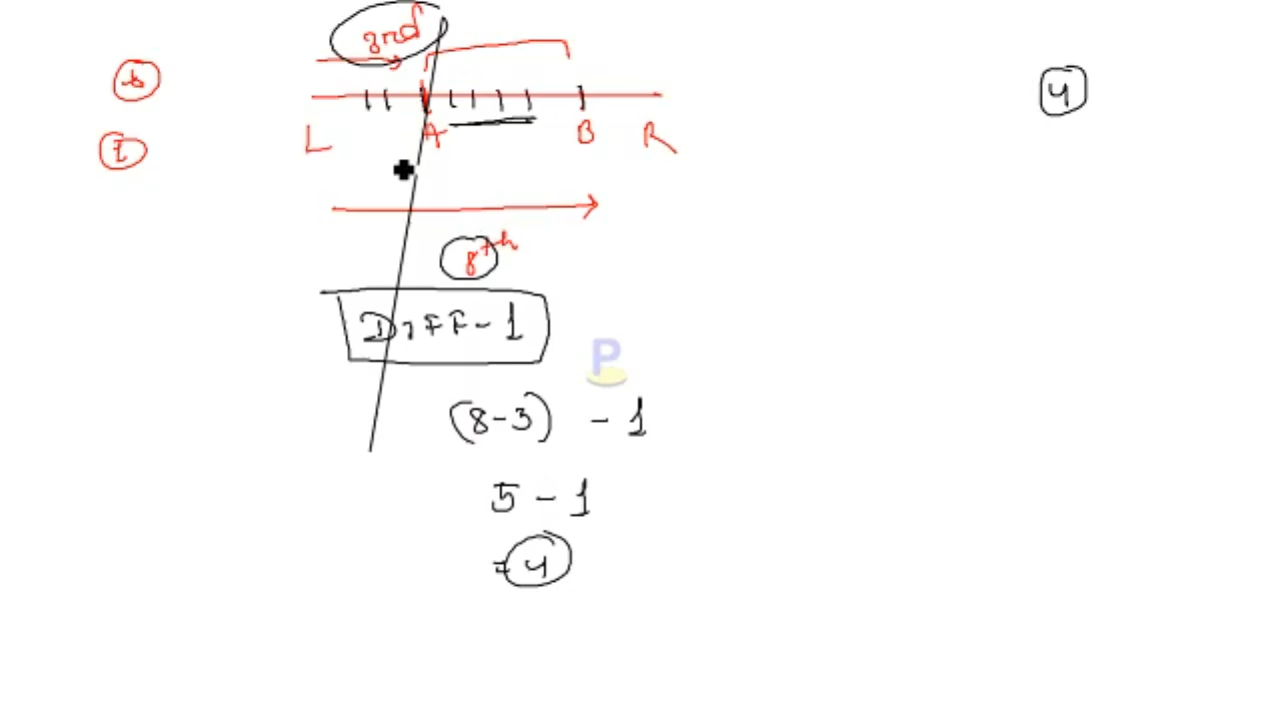 3rd
4
L A B R
8th
DIFF-1
(8-3) - 1
5 - 1
= 4
P